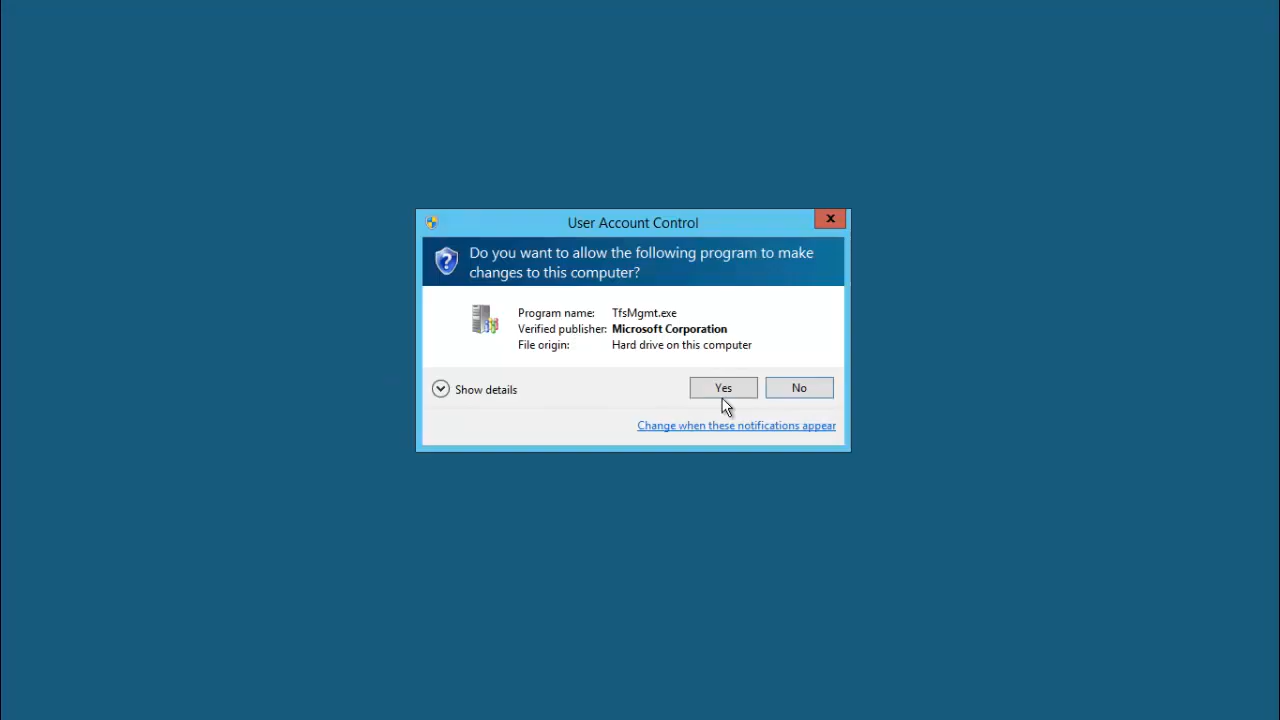 User Account Control
Do you want to allow the following program to make
changes to this computer?
Program name: TfsMgmt.exe
Verified publisher: Microsoft Corporation
File origin: Hard drive on this computer
Show details
Yes
No
Change when these notifications appear